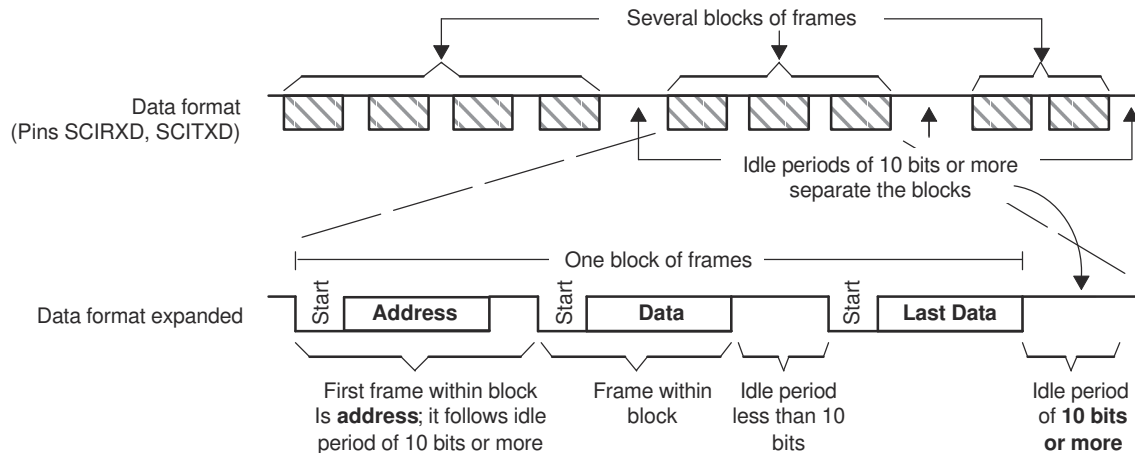 Several blocks of frames
Data format
(Pins SCIRXD, SCITXD)
Idle periods of 10 bits or more
separate the blocks
One block of frames
Data format expanded
Start
Address
Start
Data
Start
Last Data
First frame within block
Is address; it follows idle
period of 10 bits or more
Frame within
block
Idle period
less than 10
bits
Idle period
of 10 bits
or more